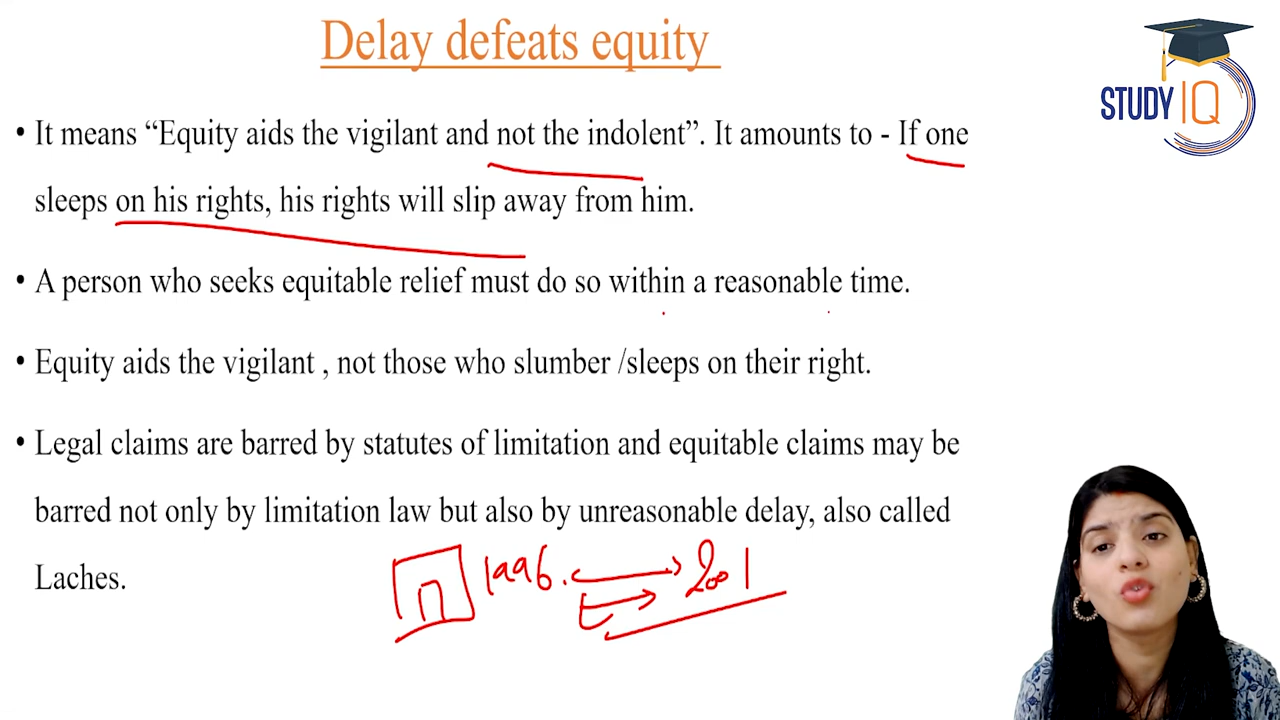 Delay defeats equity
STUDY IQ
• It means “Equity aids the vigilant and not the indolent”. It amounts to - If one
sleeps on his rights, his rights will slip away from him.
• A person who seeks equitable relief must do so within a reasonable time.
• Equity aids the vigilant , not those who slumber /sleeps on their right.
• Legal claims are barred by statutes of limitation and equitable claims may be
barred not only by limitation law but also by unreasonable delay, also called
Laches.
1996. 2001